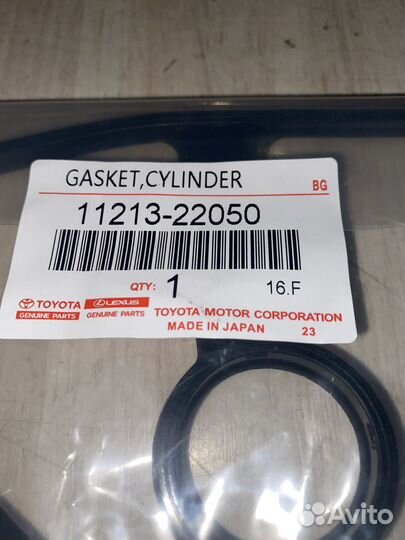 GASKET,CYLINDER
BG
11213-22050
QTY: 1
16.F
TOYOTA LEXUS TOYOTA MOTOR CORPORATION
GENUINE PARTS GENUINE PARTS MADE IN JAPAN 23
Avito